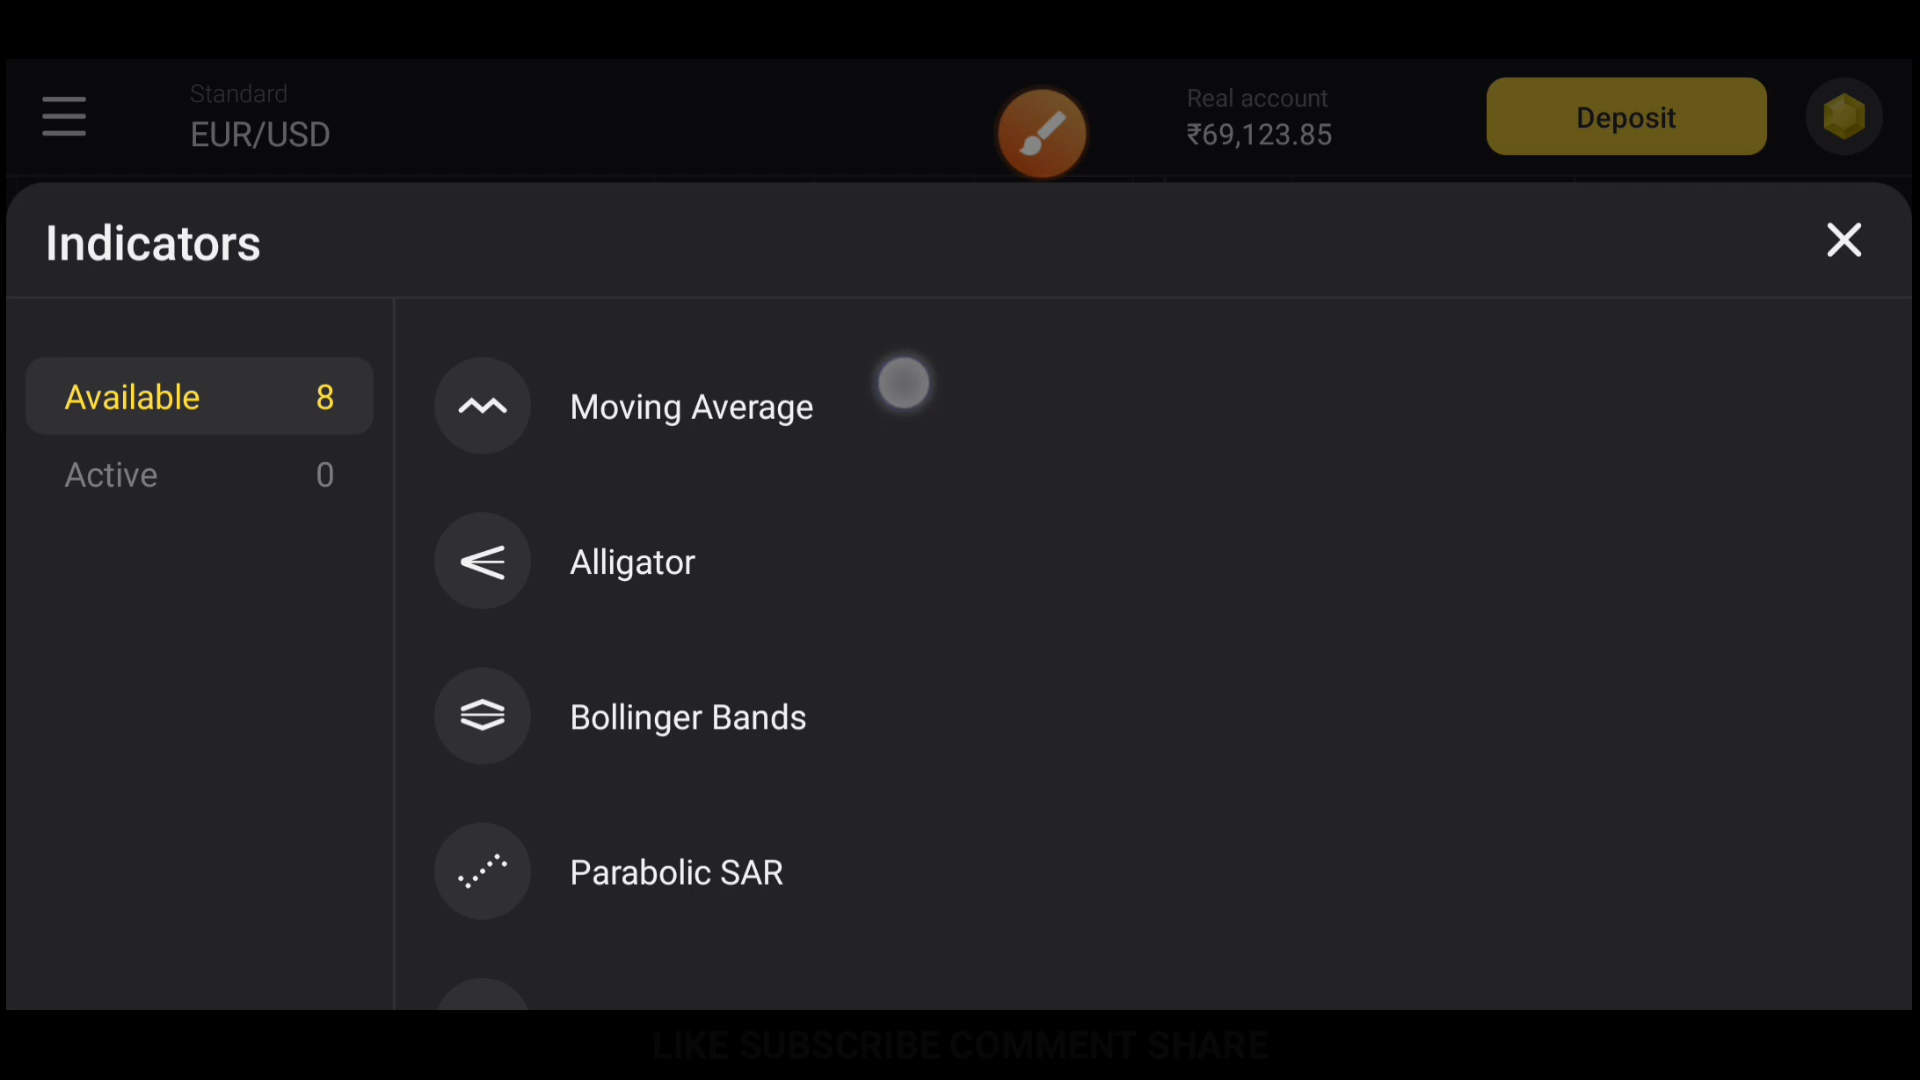 Standard
EUR/USD
Real account
₹69,123.85
Deposit
Indicators
Available 8
Active 0
Moving Average
Alligator
Bollinger Bands
Parabolic SAR
LIKE SUBSCRIBE COMMENT SHARE